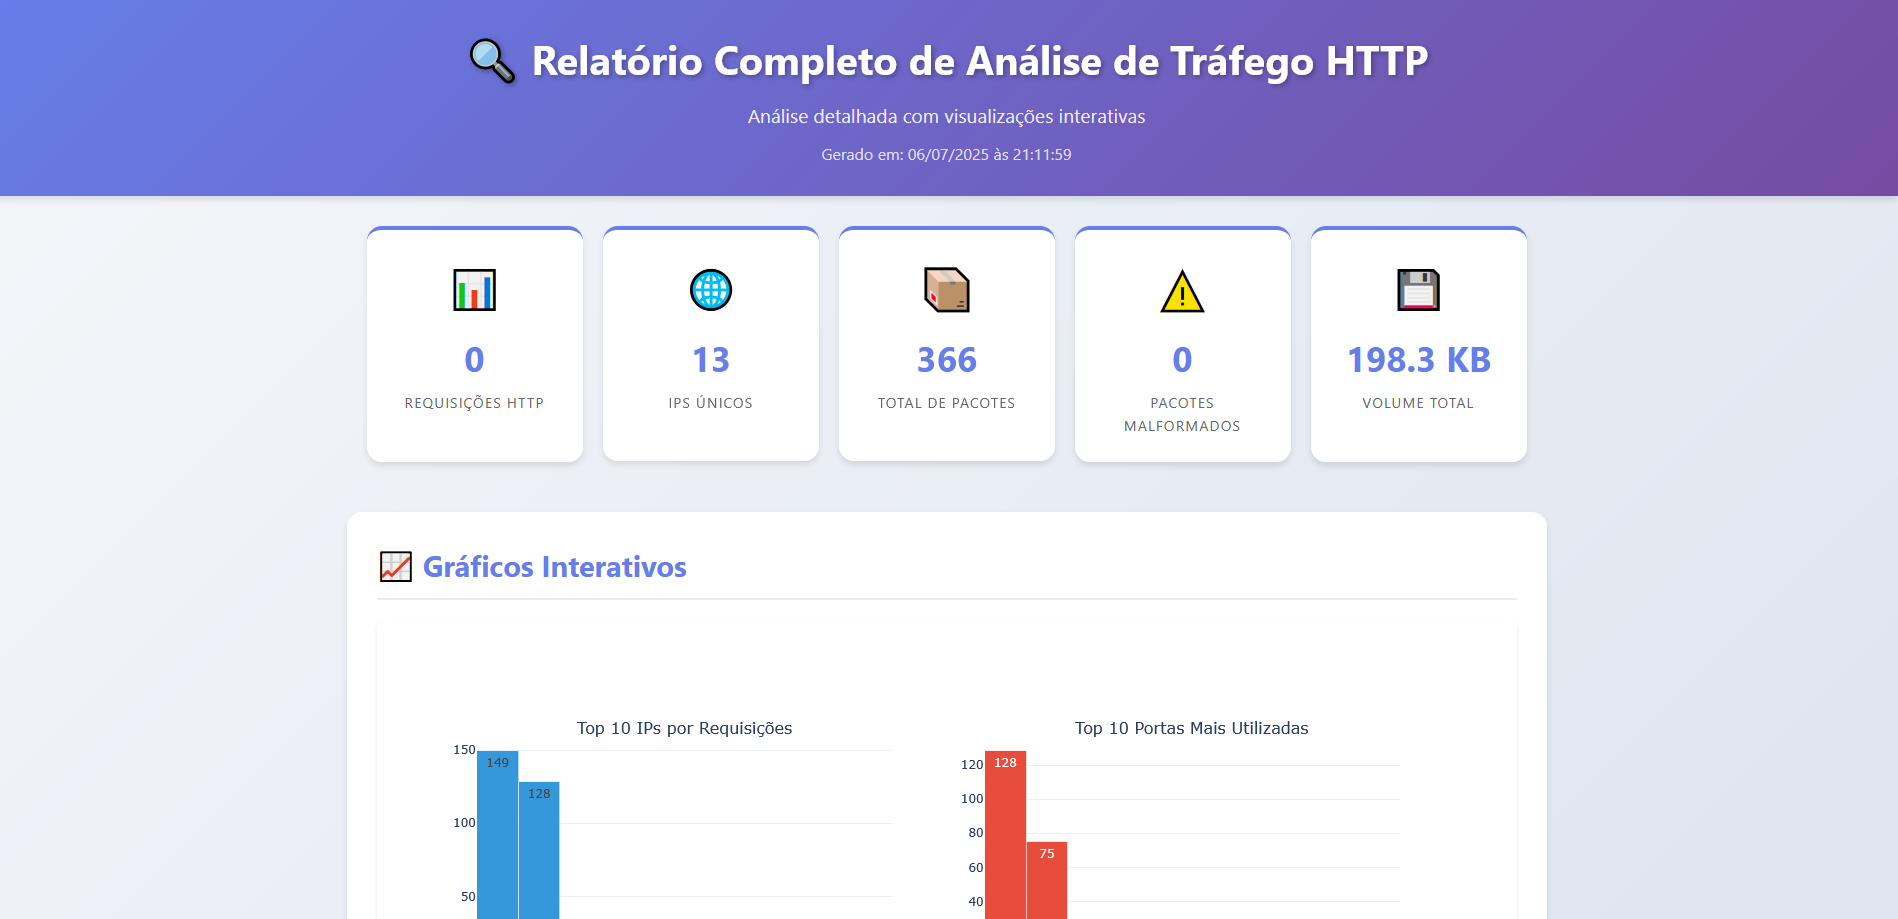 Relatório Completo de Análise de Tráfego HTTP
Análise detalhada com visualizações interativas
Gerado em: 06/07/2025 às 21:11:59
0
REQUISIÇÕES HTTP
13
IPS ÚNICOS
366
TOTAL DE PACOTES
0
PACOTES
MALFORMADOS
198.3 KB
VOLUME TOTAL
Gráficos Interativos
Top 10 IPs por Requisições
150
149
128
100
50
Top 10 Portas Mais Utilizadas
120
128
100
80
75
60
40